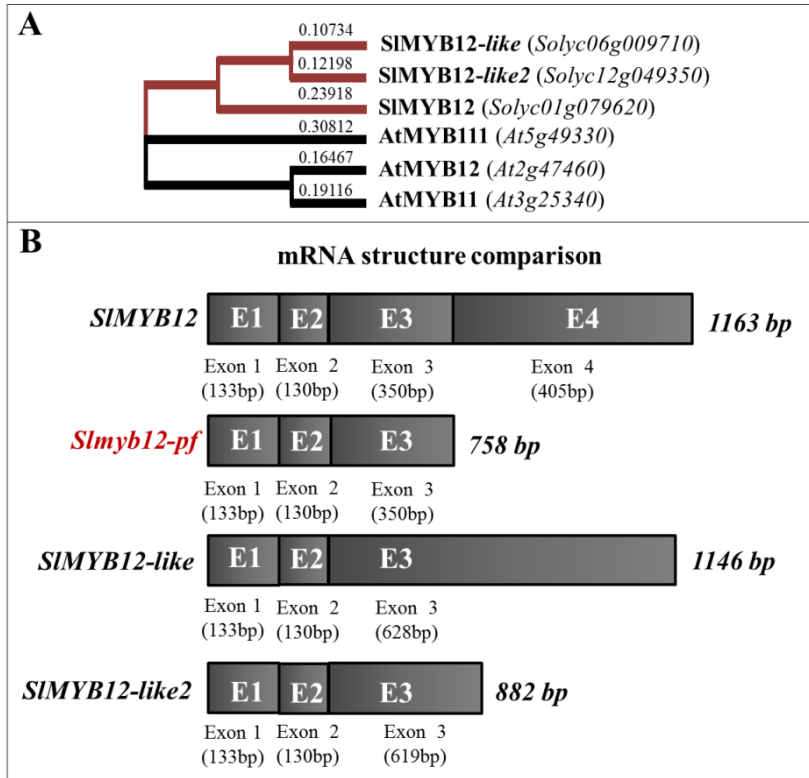 A
0.10734
SlMYB12-like (Solyc06g009710)
0.12198
SlMYB12-like2 (Solyc12g049350)
0.23918
SlMYB12 (Solyc01g079620)
0.30812
AtMYB111 (At5g49330)
0.16467
AtMYB12 (At2g47460)
0.19116
AtMYB11 (At3g25340)
B
mRNA structure comparison
SlMYB12 E1 E2 E3 E4 1163 bp
Exon 1 Exon 2 Exon 3 Exon 4
(133bp) (130bp) (350bp) (405bp)
Slmyb12-pf E1 E2 E3 758 bp
Exon 1 Exon 2 Exon 3
(133bp) (130bp) (350bp)
SlMYB12-like E1 E2 E3 1146 bp
Exon 1 Exon 2 Exon 3
(133bp) (130bp) (628bp)
SlMYB12-like2 E1 E2 E3 882 bp
Exon 1 Exon 2 Exon 3
(133bp) (130bp) (619bp)